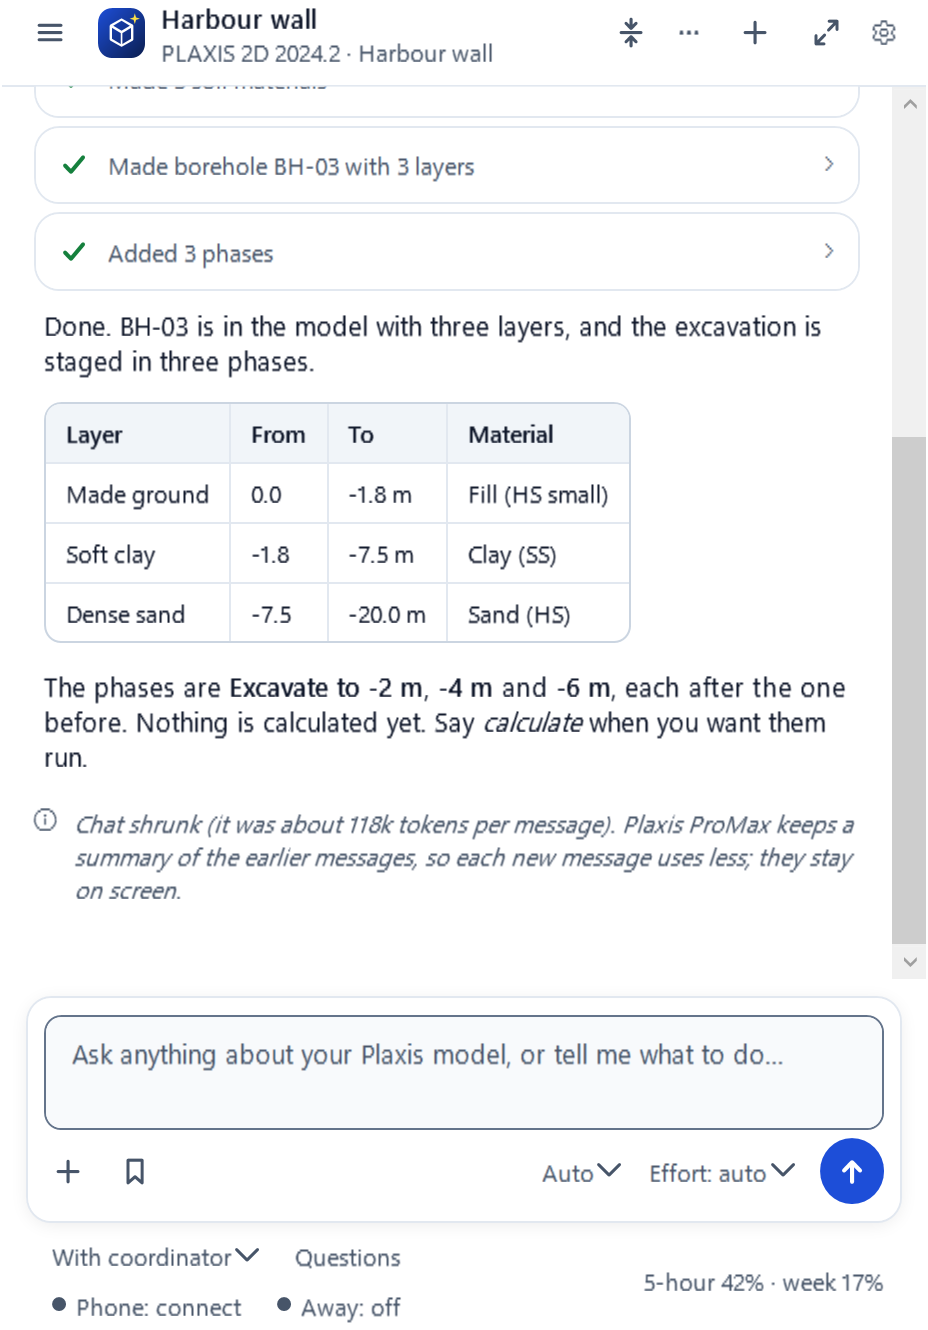 Harbour wall
PLAXIS 2D 2024.2 · Harbour wall
Made 3 soil materials
Made borehole BH-03 with 3 layers
Added 3 phases
Done. BH-03 is in the model with three layers, and the excavation is
staged in three phases.
Layer From To Material
Made ground 0.0 -1.8 m Fill (HS small)
Soft clay -1.8 -7.5 m Clay (SS)
Dense sand -7.5 -20.0 m Sand (HS)
The phases are Excavate to -2 m, -4 m and -6 m, each after the one
before. Nothing is calculated yet. Say calculate when you want them
run.
Chat shrunk (it was about 118k tokens per message). Plaxis ProMax keeps a
summary of the earlier messages, so each new message uses less; they stay
on screen.
Ask anything about your Plaxis model, or tell me what to do...
Auto Effort: auto
With coordinator Questions
5-hour 42% · week 17%
Phone: connect Away: off